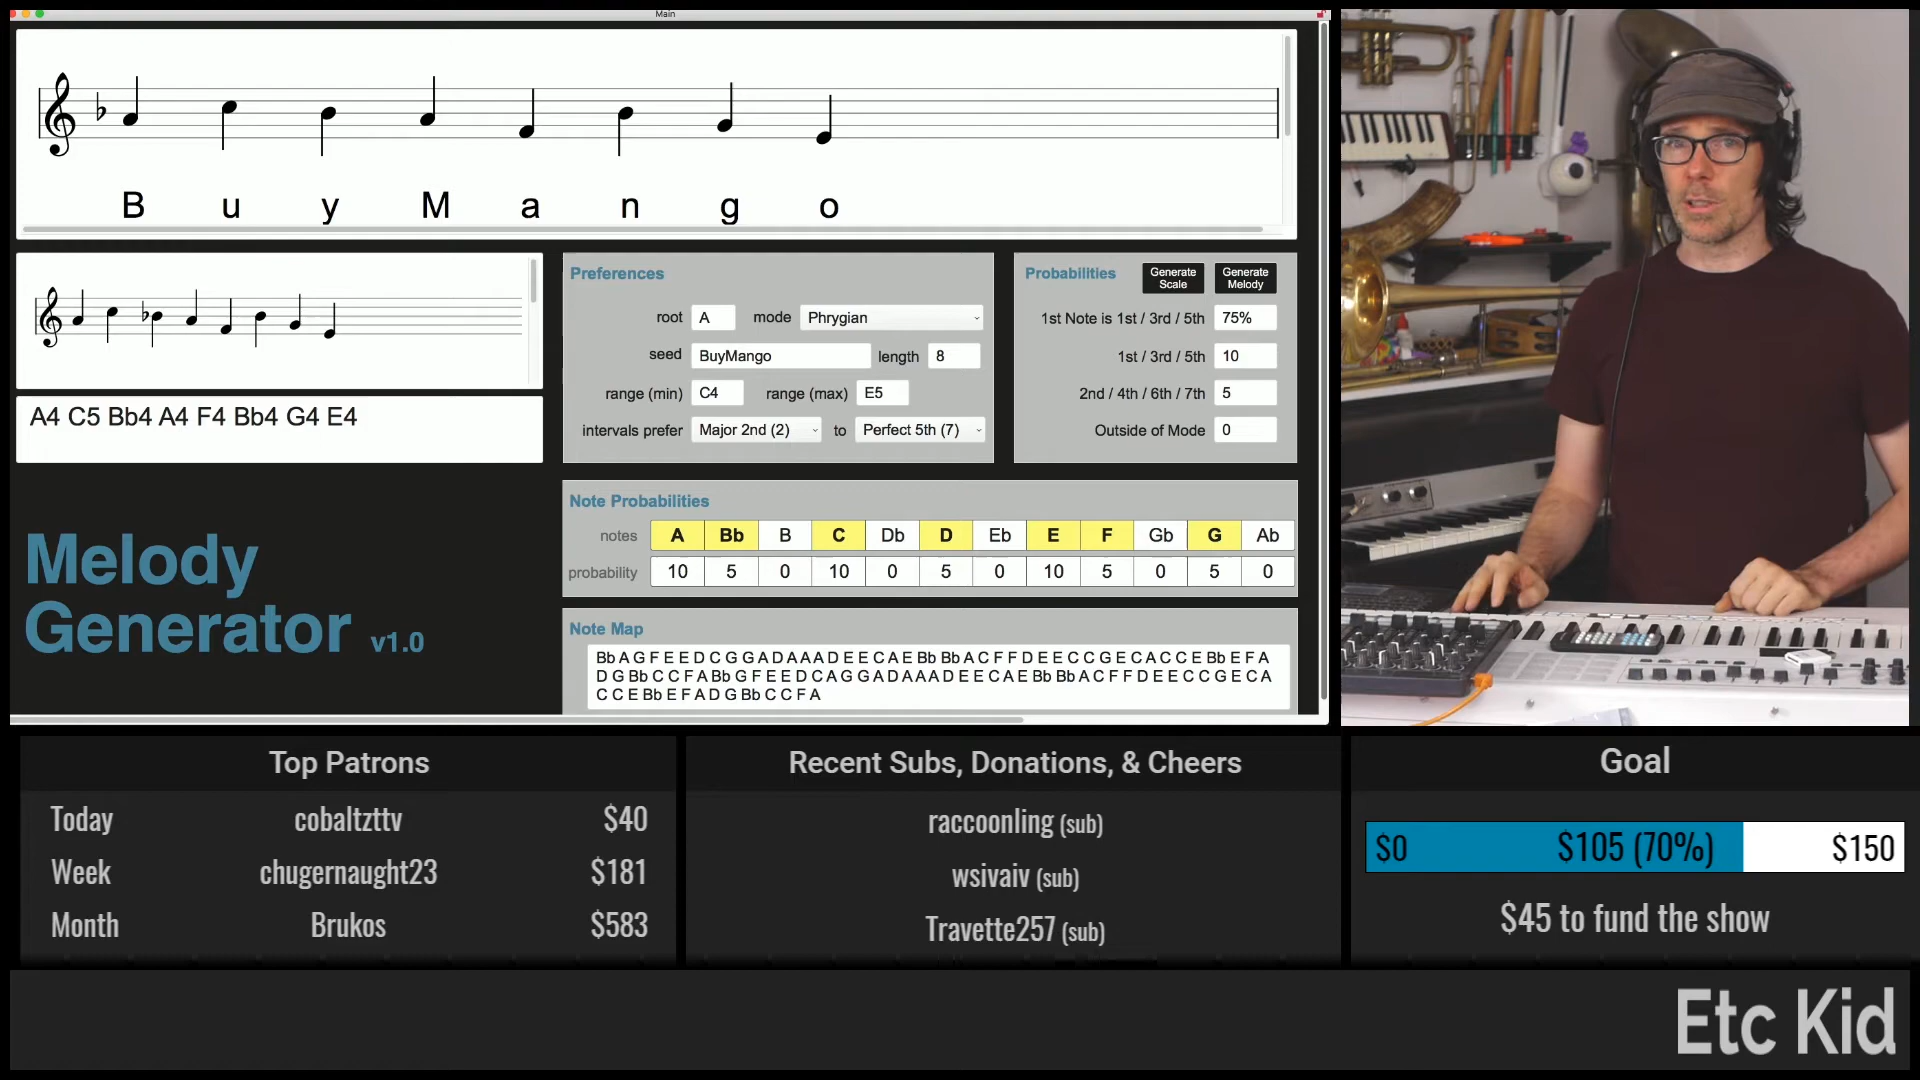 Main
B u y M a n g o
A4 C5 Bb4 A4 F4 Bb4 G4 E4
Melody
Generator v1.0
Preferences
root A mode Phrygian
seed BuyMango length 8
range (min) C4 range (max) E5
intervals prefer Major 2nd (2) to Perfect 5th (7)
Probabilities Generate Scale Generate Melody
1st Note is 1st / 3rd / 5th 75%
1st / 3rd / 5th 10
2nd / 4th / 6th / 7th 5
Outside of Mode 0
Note Probabilities
notes A Bb B C Db D Eb E F Gb G Ab
probability 10 5 0 10 0 5 0 10 5 0 5 0
Note Map
Bb A G F E E D C G G A D A A A D E E C A E Bb Bb A C F F D E E C C G E C A C C E Bb E F A
D G Bb C C F A Bb G F E E D C A G G A D A A A D E E C A E Bb Bb A C F F D E E C C G E C A
C C E Bb E F A D G Bb C C F A
Top Patrons
Today cobaltzttv $40
Week chugernaught23 $181
Month Brukos $583
Recent Subs, Donations, & Cheers
raccoonling (sub)
wsivaiv (sub)
Travette257 (sub)
Goal
$0 $105 (70%) $150
$45 to fund the show
Etc Kid